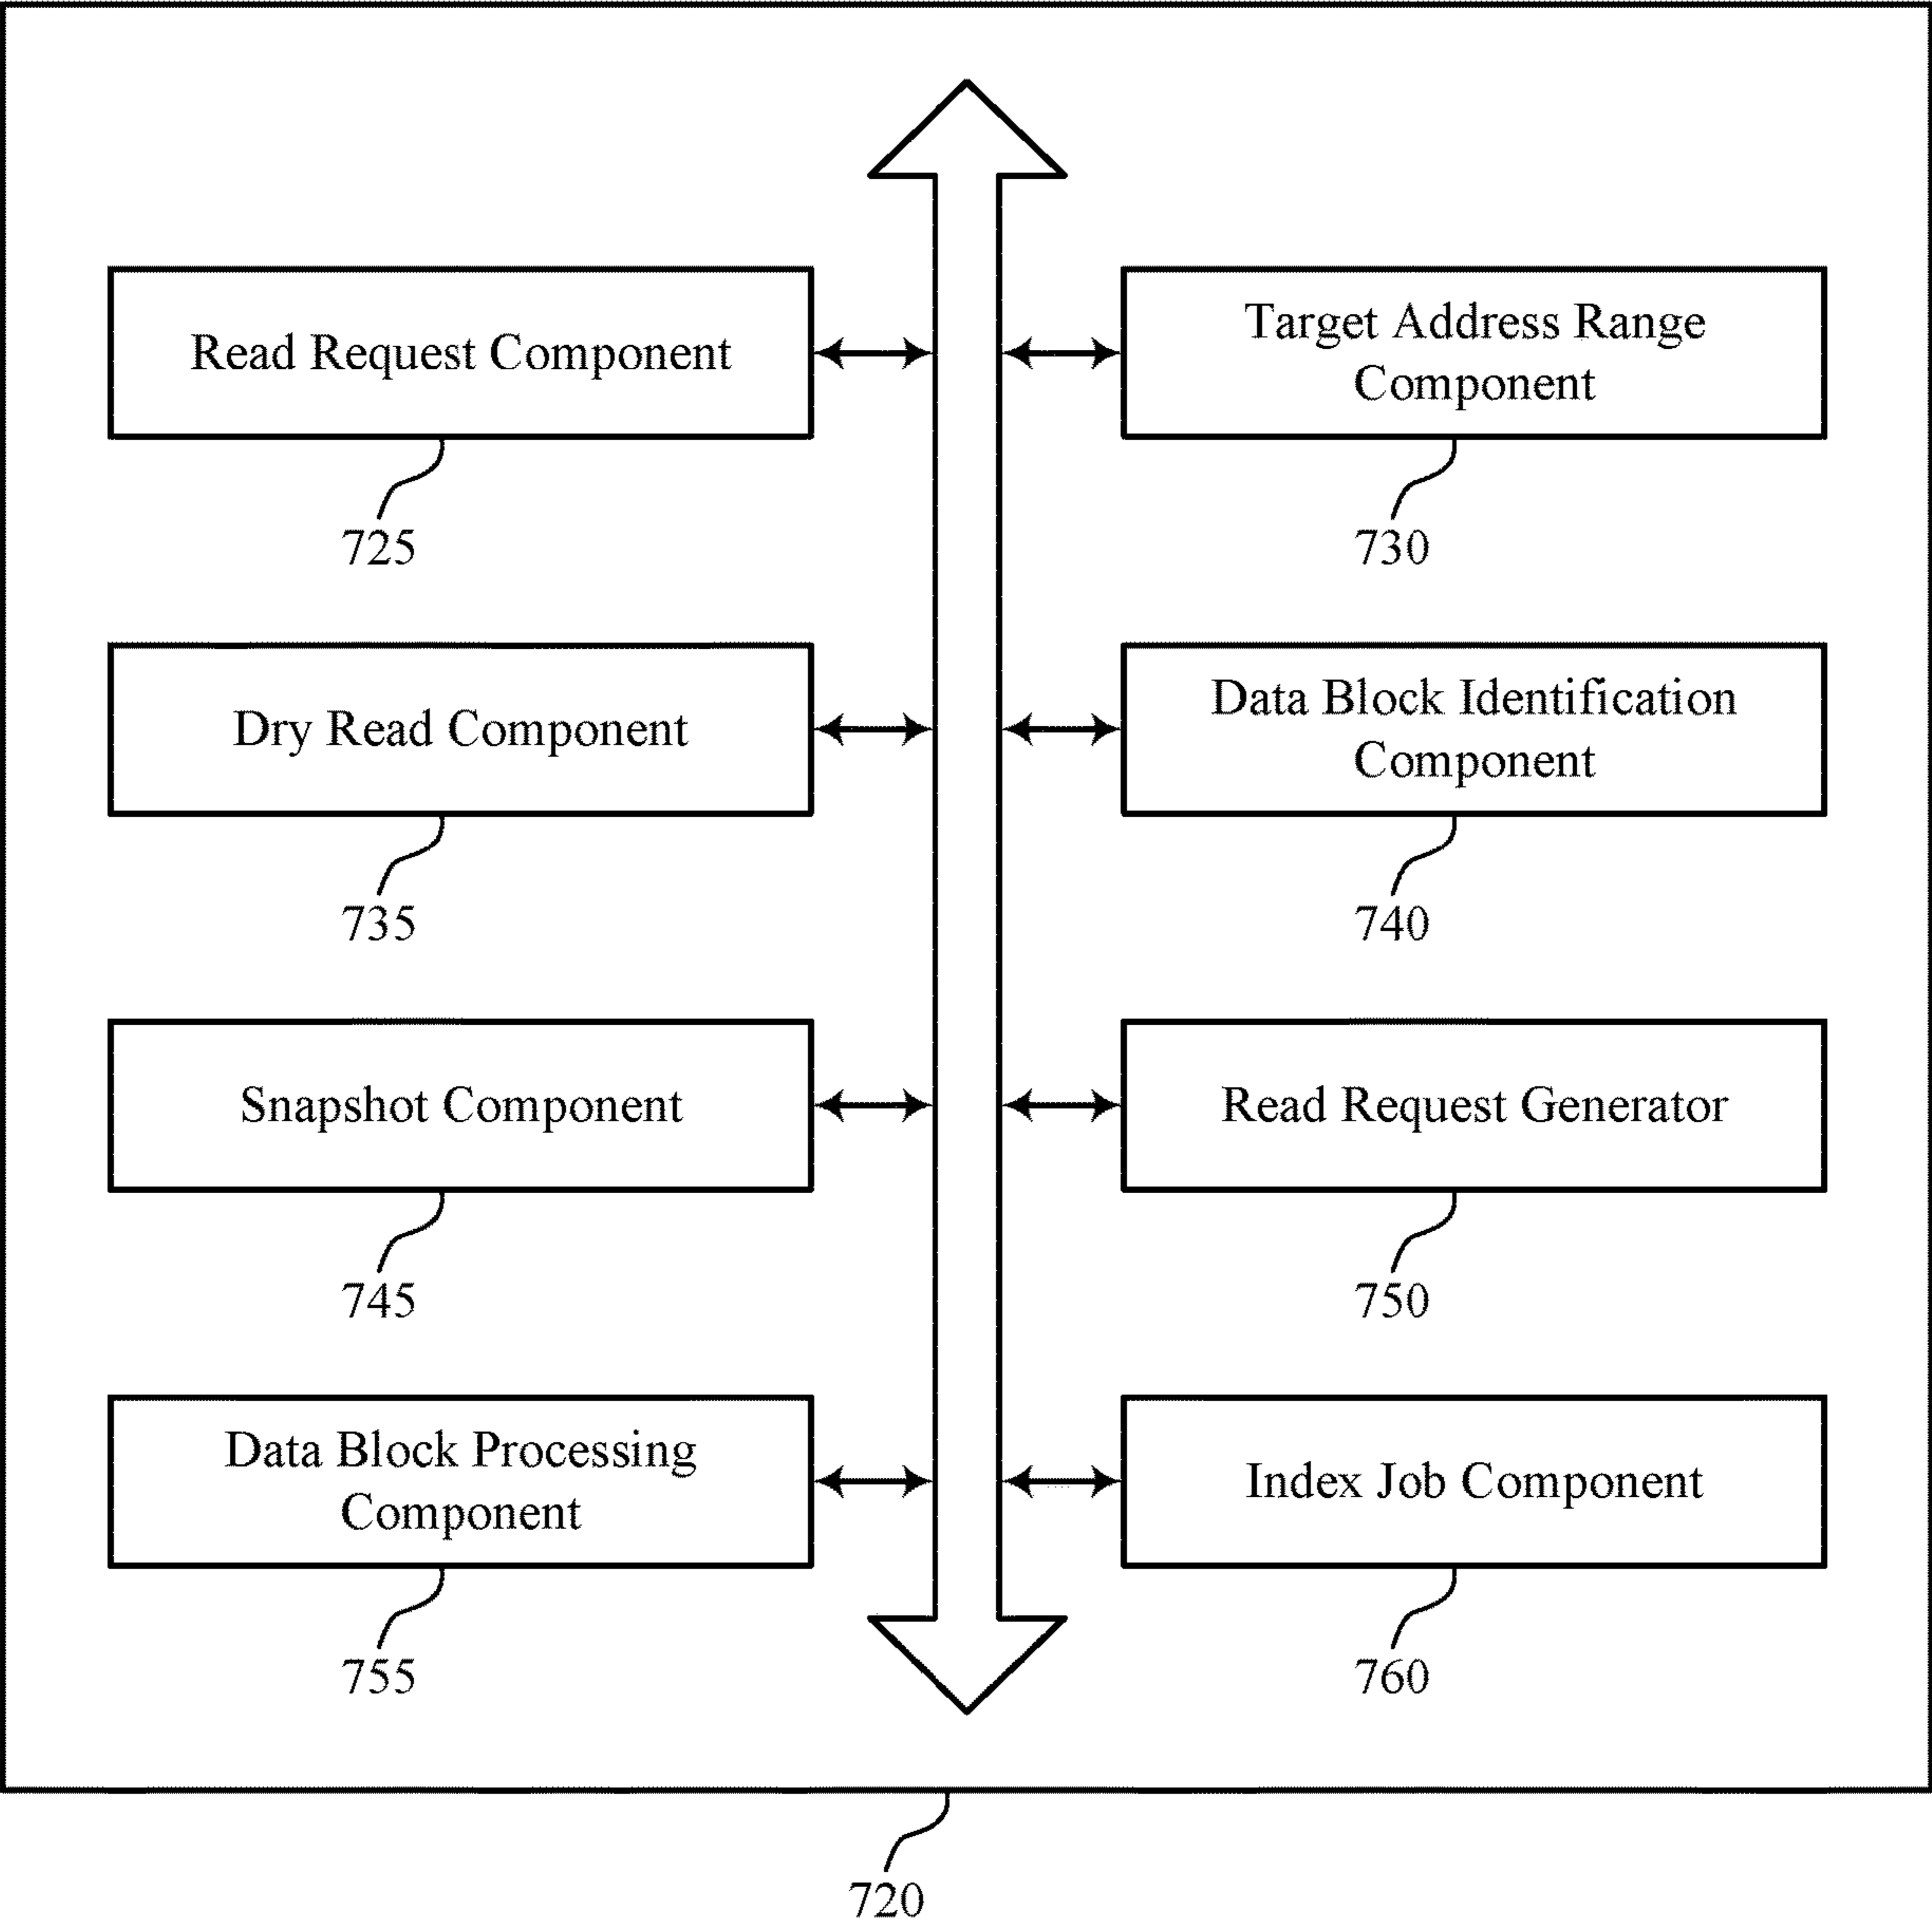 Read Request Component
725
Target Address Range
Component
730
Dry Read Component
735
Data Block Identification
Component
740
Snapshot Component
745
Read Request Generator
750
Data Block Processing
Component
755
Index Job Component
760
720